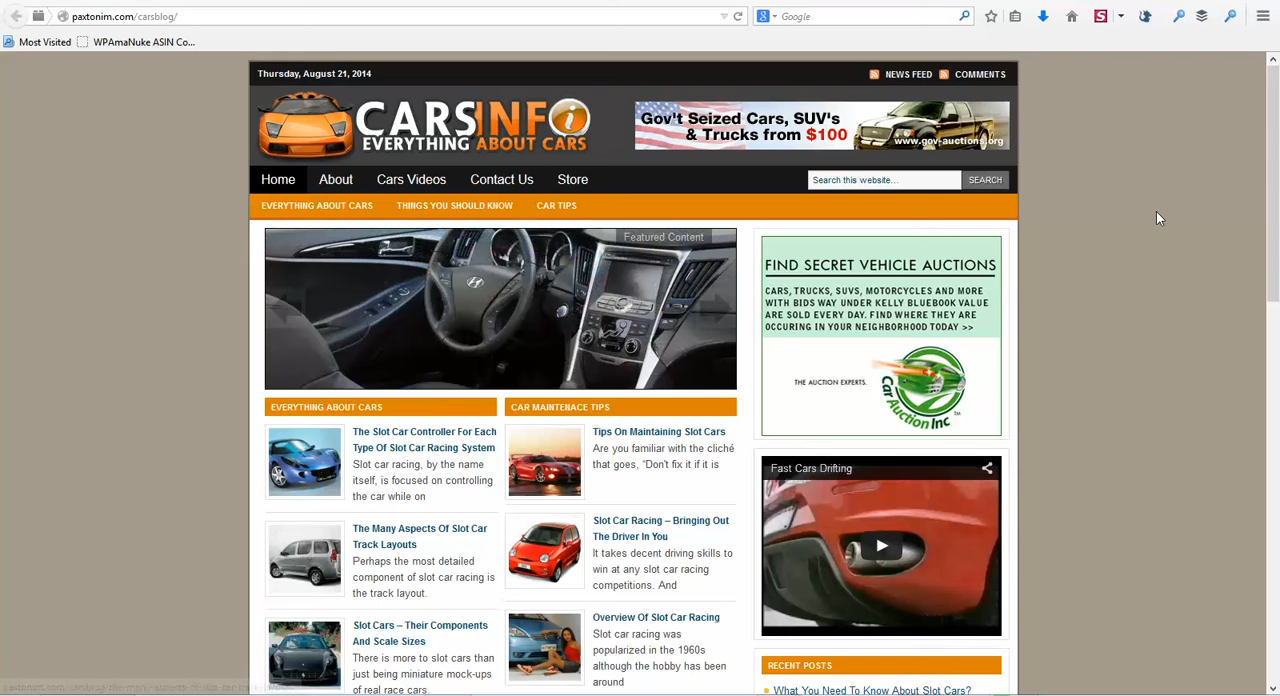 paxtonim.com/carsblog/
Google
Most Visited
WPAmaNuke ASIN Co...
Thursday, August 21, 2014
NEWS FEED
COMMENTS
CARSINFO
EVERYTHING ABOUT CARS
Gov't Seized Cars, SUV's
& Trucks from $100
www.gov-auctions.org
Home
About
Cars Videos
Contact Us
Store
Search this website...
SEARCH
EVERYTHING ABOUT CARS
THINGS YOU SHOULD KNOW
CAR TIPS
Featured Content
FIND SECRET VEHICLE AUCTIONS
CARS, TRUCKS, SUVS, MOTORCYCLES AND MORE
WITH BIDS WAY UNDER KELLY BLUEBOOK VALUE
ARE SOLD EVERY DAY. FIND WHERE THEY ARE
OCCURING IN YOUR NEIGHBORHOOD TODAY >>
THE AUCTION EXPERTS.
Car Auction Inc
TM
EVERYTHING ABOUT CARS
The Slot Car Controller For Each
Type Of Slot Car Racing System
Slot car racing, by the name
itself, is focused on controlling
the car while on
The Many Aspects Of Slot Car
Track Layouts
Perhaps the most detailed
component of slot car racing is
the track layout.
Slot Cars – Their Components
And Scale Sizes
There is more to slot cars than
just being miniature mock-ups
of real race cars.
CAR MAINTENACE TIPS
Tips On Maintaining Slot Cars
Are you familiar with the cliché
that goes, “Don't fix it if it is
Slot Car Racing – Bringing Out
The Driver In You
It takes decent driving skills to
win at any slot car racing
competitions. And
Overview Of Slot Car Racing
Slot car racing was
popularized in the 1960s
although the hobby has been
around
Fast Cars Drifting
RECENT POSTS
What You Need To Know About Slot Cars?